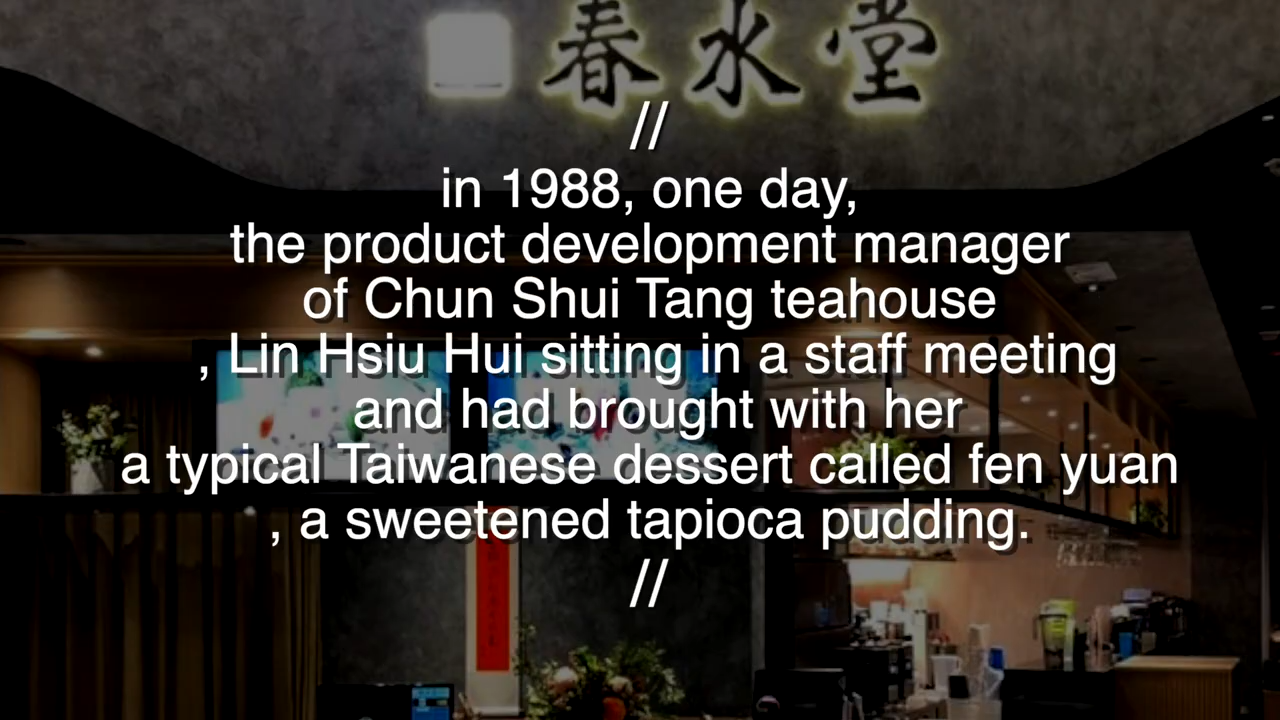 春水堂
//
in 1988, one day,
the product development manager
of Chun Shui Tang teahouse
, Lin Hsiu Hui sitting in a staff meeting
and had brought with her
a typical Taiwanese dessert called fen yuan
, a sweetened tapioca pudding.
//